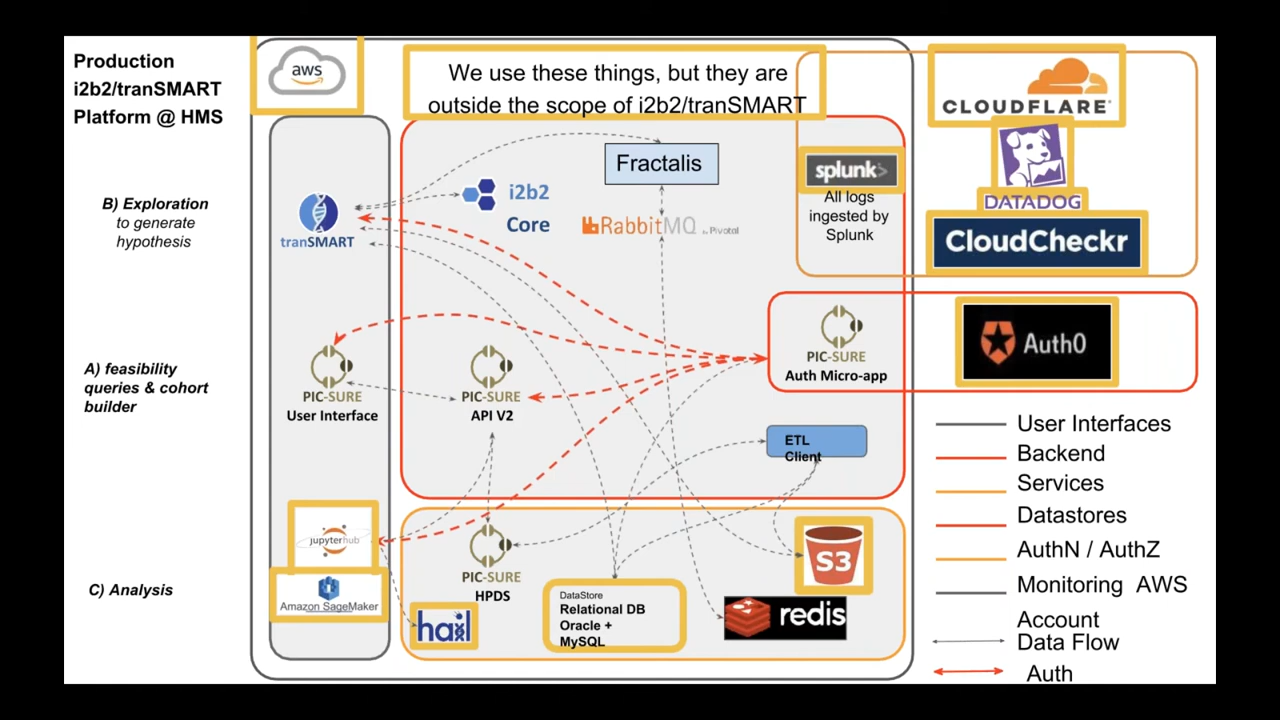 Production
i2b2/tranSMART
Platform @ HMS
aws
We use these things, but they are
outside the scope of i2b2/tranSMART
CLOUDFLARE
DATADOG
CloudCheckr
splunk>
All logs
ingested by
Splunk
Fractalis
i2b2
Core
RabbitMQ by Pivotal
tranSMART
B) Exploration
to generate
hypothesis
PIC-SURE
Auth Micro-app
Auth0
A) feasibility
queries & cohort
builder
PIC-SURE
User Interface
PIC-SURE
API V2
ETL
Client
User Interfaces
Backend
Services
Datastores
AuthN / AuthZ
Monitoring AWS
Account
Data Flow
Auth
C) Analysis
jupyterhub
Amazon SageMaker
PIC-SURE
HPDS
hail
DataStore
Relational DB
Oracle +
MySQL
S3
redis